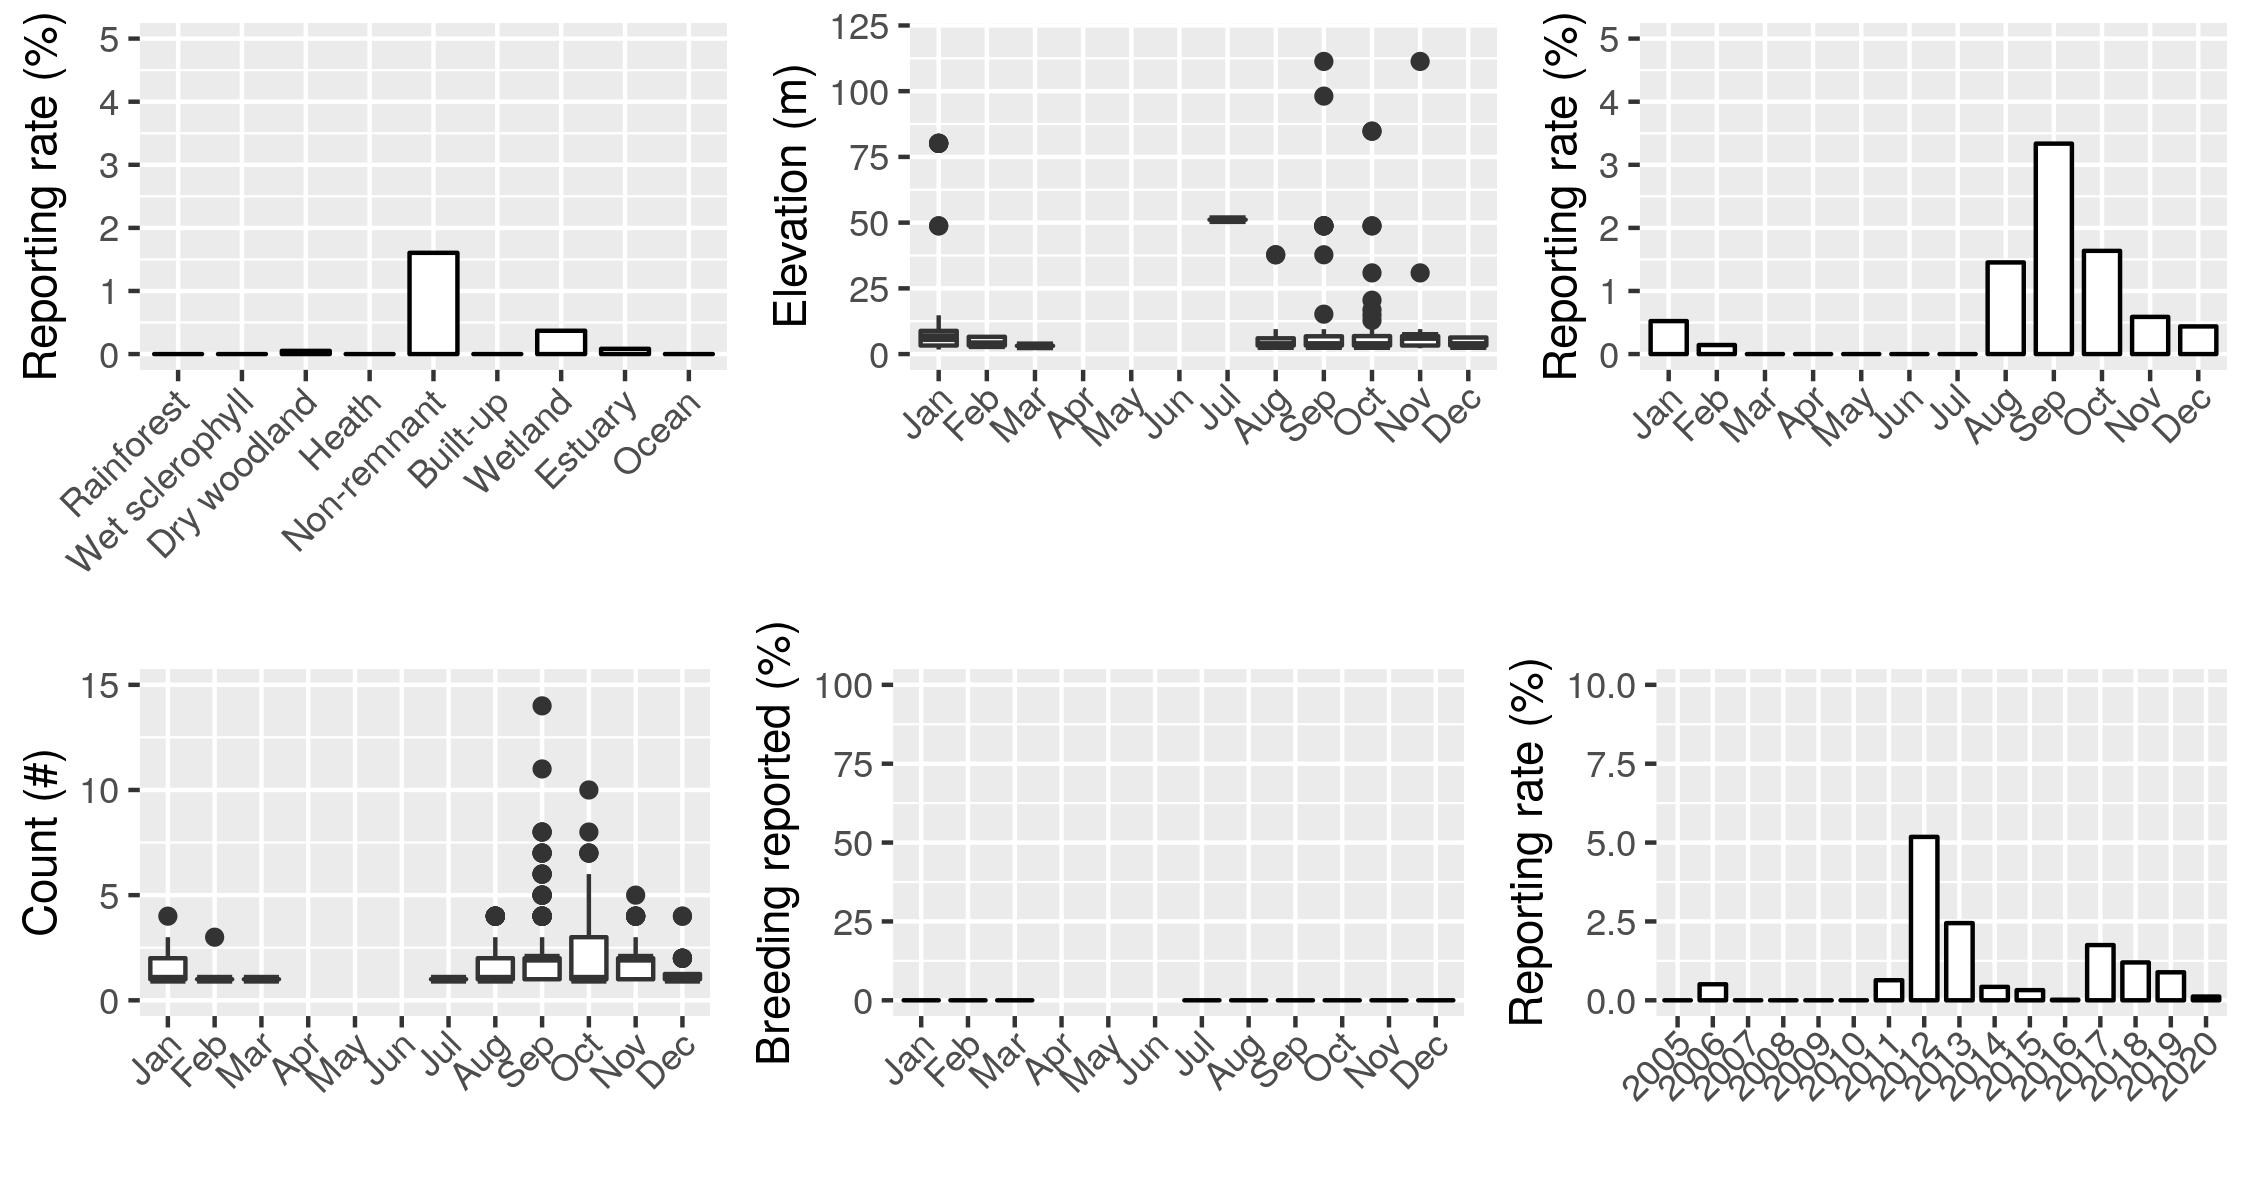 Reporting rate (%)
5
4
3
2
1
0
Rainforest
Wet sclerophyll
Dry woodland
Heath
Non-remnant
Built-up
Wetland
Estuary
Ocean
Elevation (m)
125
100
75
50
25
0
Jan
Feb
Mar
Apr
May
Jun
Jul
Aug
Sep
Oct
Nov
Dec
Reporting rate (%)
5
4
3
2
1
0
Jan
Feb
Mar
Apr
May
Jun
Jul
Aug
Sep
Oct
Nov
Dec
Count (#)
15
10
5
0
Jan
Feb
Mar
Apr
May
Jun
Jul
Aug
Sep
Oct
Nov
Dec
Breeding reported (%)
100
75
50
25
0
Jan
Feb
Mar
Apr
May
Jun
Jul
Aug
Sep
Oct
Nov
Dec
Reporting rate (%)
10.0
7.5
5.0
2.5
0.0
2005
2006
2007
2008
2009
2010
2011
2012
2013
2014
2015
2016
2017
2018
2019
2020